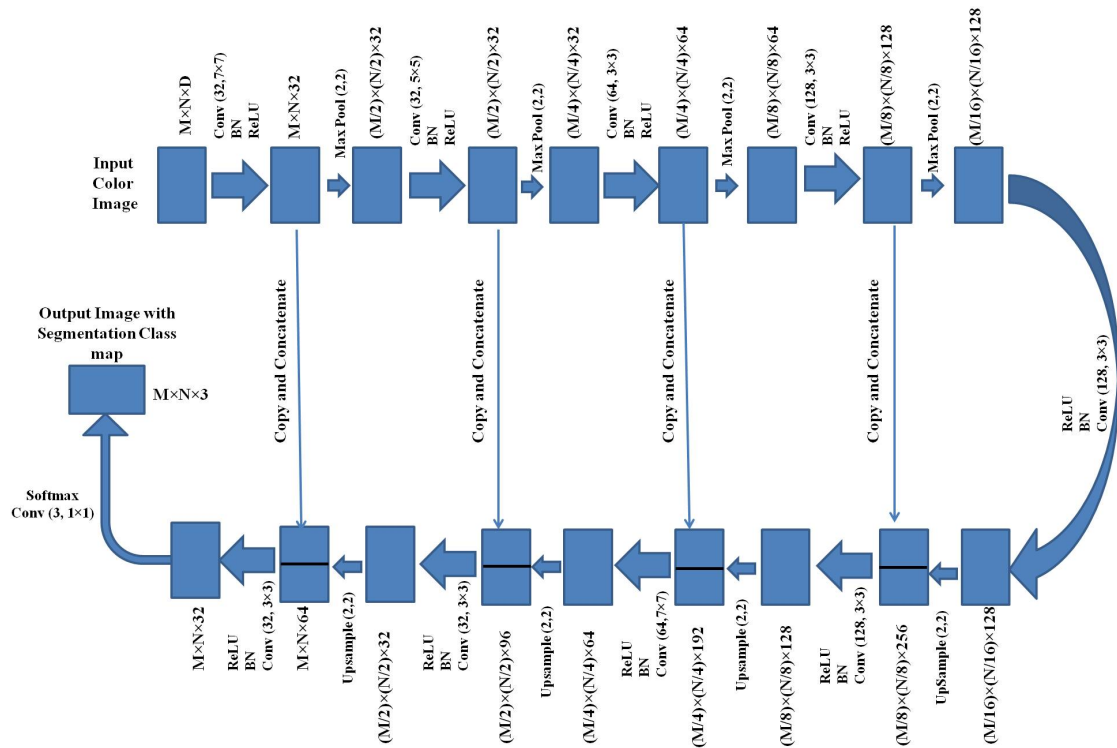 M×N×D
Conv (32,7×7)
BN
ReLU
M×N×32
Max Pool (2,2)
(M/2)×(N/2)×32
Conv (32, 5×5)
BN
ReLU
(M/2)×(N/2)×32
Max Pool (2,2)
(M/4)×(N/4)×32
Conv (64, 3×3)
BN
ReLU
(M/4)×(N/4)×64
Max Pool (2,2)
(M/8)×(N/8)×64
Conv (128, 3×3)
BN
ReLU
(M/8)×(N/8)×128
Max Pool (2,2)
(M/16)×(N/16)×128
Input
Color
Image
Copy and Concatenate
Copy and Concatenate
Copy and Concatenate
Copy and Concatenate
ReLU
BN
Conv (128, 3×3)
Output Image with
Segmentation Class
map
M×N×3
Softmax
Conv (3, 1×1)
M×N×32
ReLU
BN
Conv (32, 3×3)
M×N×64
Upsample (2,2)
(M/2)×(N/2)×32
ReLU
BN
Conv (32, 3×3)
(M/2)×(N/2)×96
Upsample (2,2)
(M/4)×(N/4)×64
ReLU
BN
Conv (64,7×7)
(M/4)×(N/4)×192
Upsample (2,2)
(M/8)×(N/8)×128
ReLU
BN
Conv (128, 3×3)
(M/8)×(N/8)×256
UpSample (2,2)
(M/16)×(N/16)×128